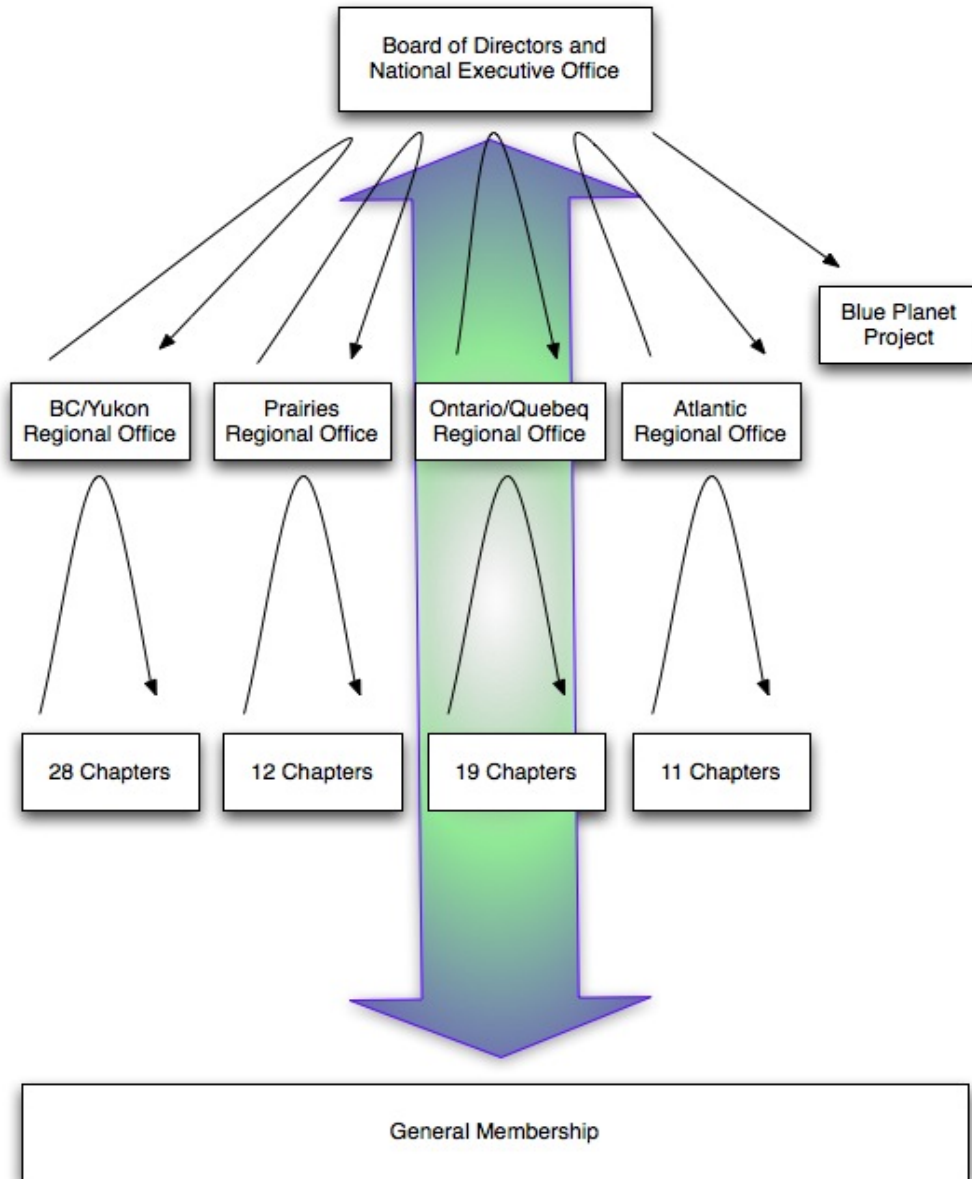 Board of Directors and
National Executive Office
Blue Planet
Project
BC/Yukon
Regional Office
Prairies
Regional Office
Ontario/Quebeq
Regional Office
Atlantic
Regional Office
28 Chapters
12 Chapters
19 Chapters
11 Chapters
General Membership